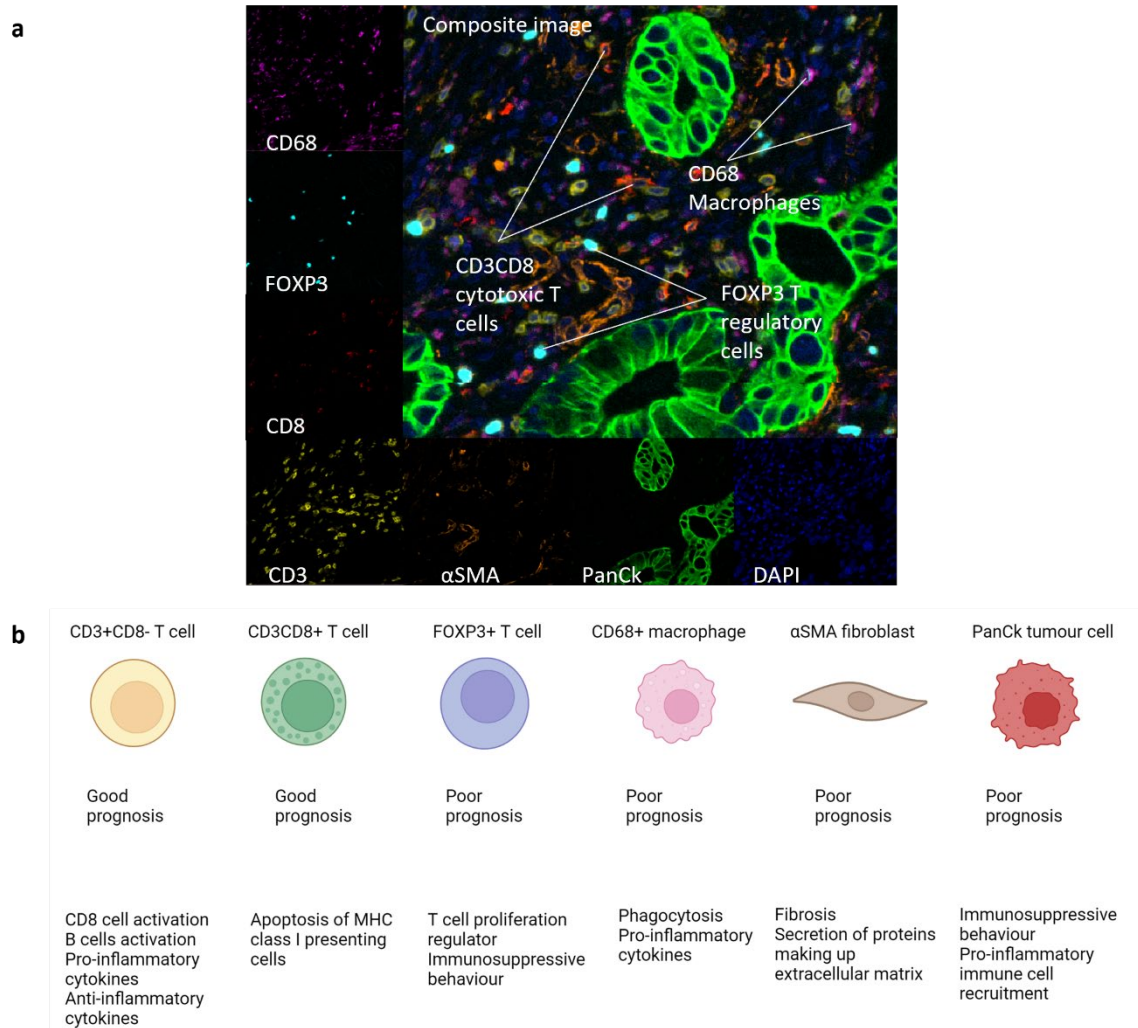 a
Composite image
CD68
CD68
Macrophages
FOXP3
CD3CD8
cytotoxic T
cells
FOXP3 T
regulatory
cells
CD8
CD3
αSMA
PanCk
DAPI
b
CD3+CD8- T cell
CD3CD8+ T cell
FOXP3+ T cell
CD68+ macrophage
αSMA fibroblast
PanCk tumour cell
Good
prognosis
Good
prognosis
Poor
prognosis
Poor
prognosis
Poor
prognosis
Poor
prognosis
CD8 cell activation
B cells activation
Pro-inflammatory
cytokines
Anti-inflammatory
cytokines
Apoptosis of MHC
class I presenting
cells
T cell proliferation
regulator
Immunosuppressive
behaviour
Phagocytosis
Pro-inflammatory
cytokines
Fibrosis
Secretion of proteins
making up
extracellular matrix
Immunosuppressive
behaviour
Pro-inflammatory
immune cell
recruitment